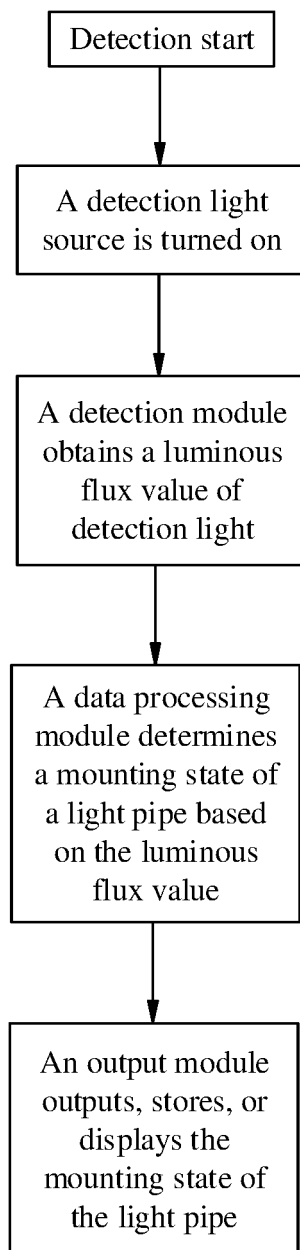 Detection start
A detection light
source is turned on
A detection module
obtains a luminous
flux value of
detection light
A data processing
module determines
a mounting state of
a light pipe based
on the luminous
flux value
An output module
outputs, stores, or
displays the
mounting state of
the light pipe